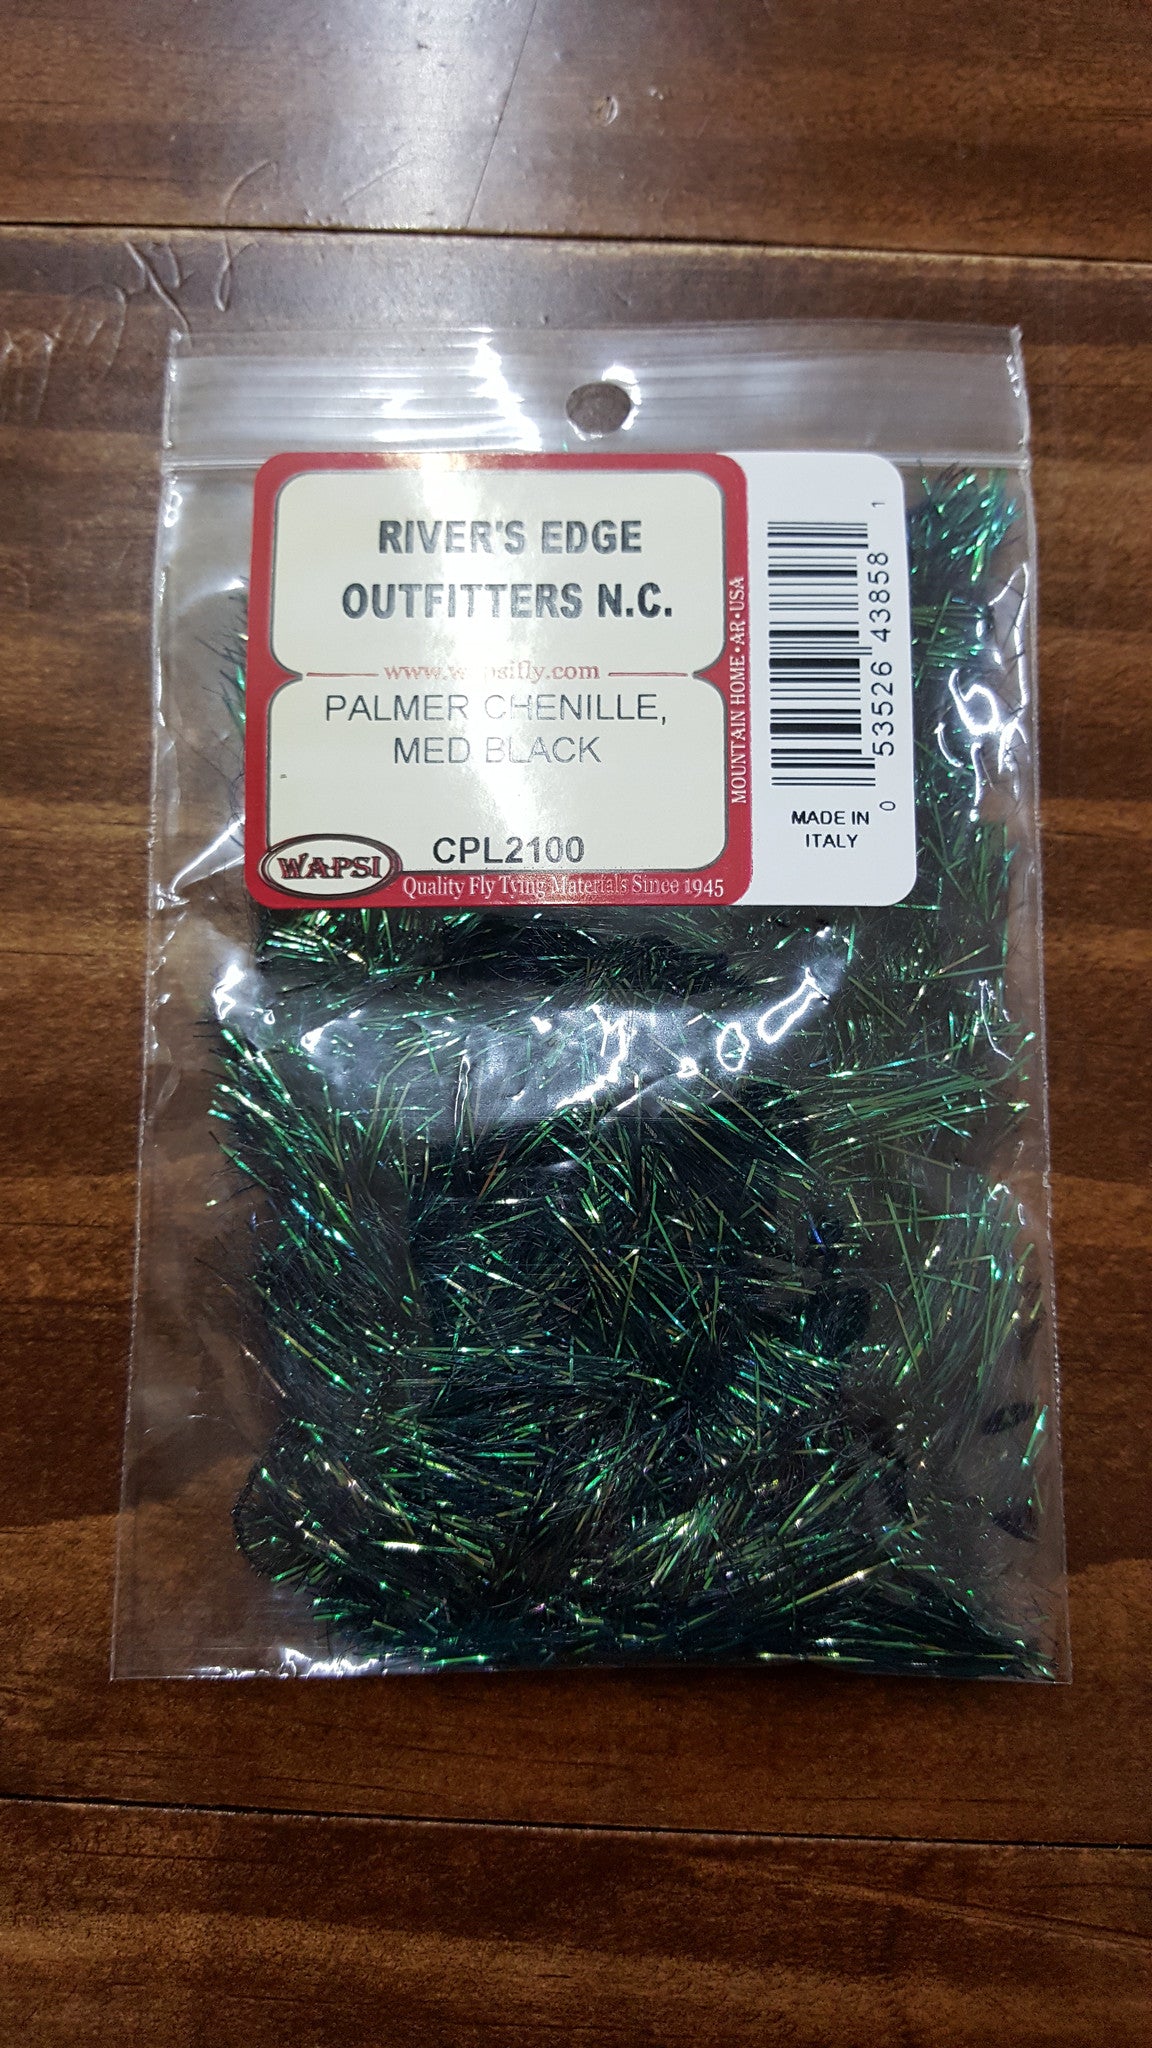 RIVER'S EDGE
OUTFITTERS N.C.
www.wapsifly.com
PALMER CHENILLE,
MED BLACK
CPL2100
WAPSI
Quality Fly Tying Materials Since 1945
MOUNTAIN HOME • AR • USA
0 53526 43858 1
MADE IN
ITALY